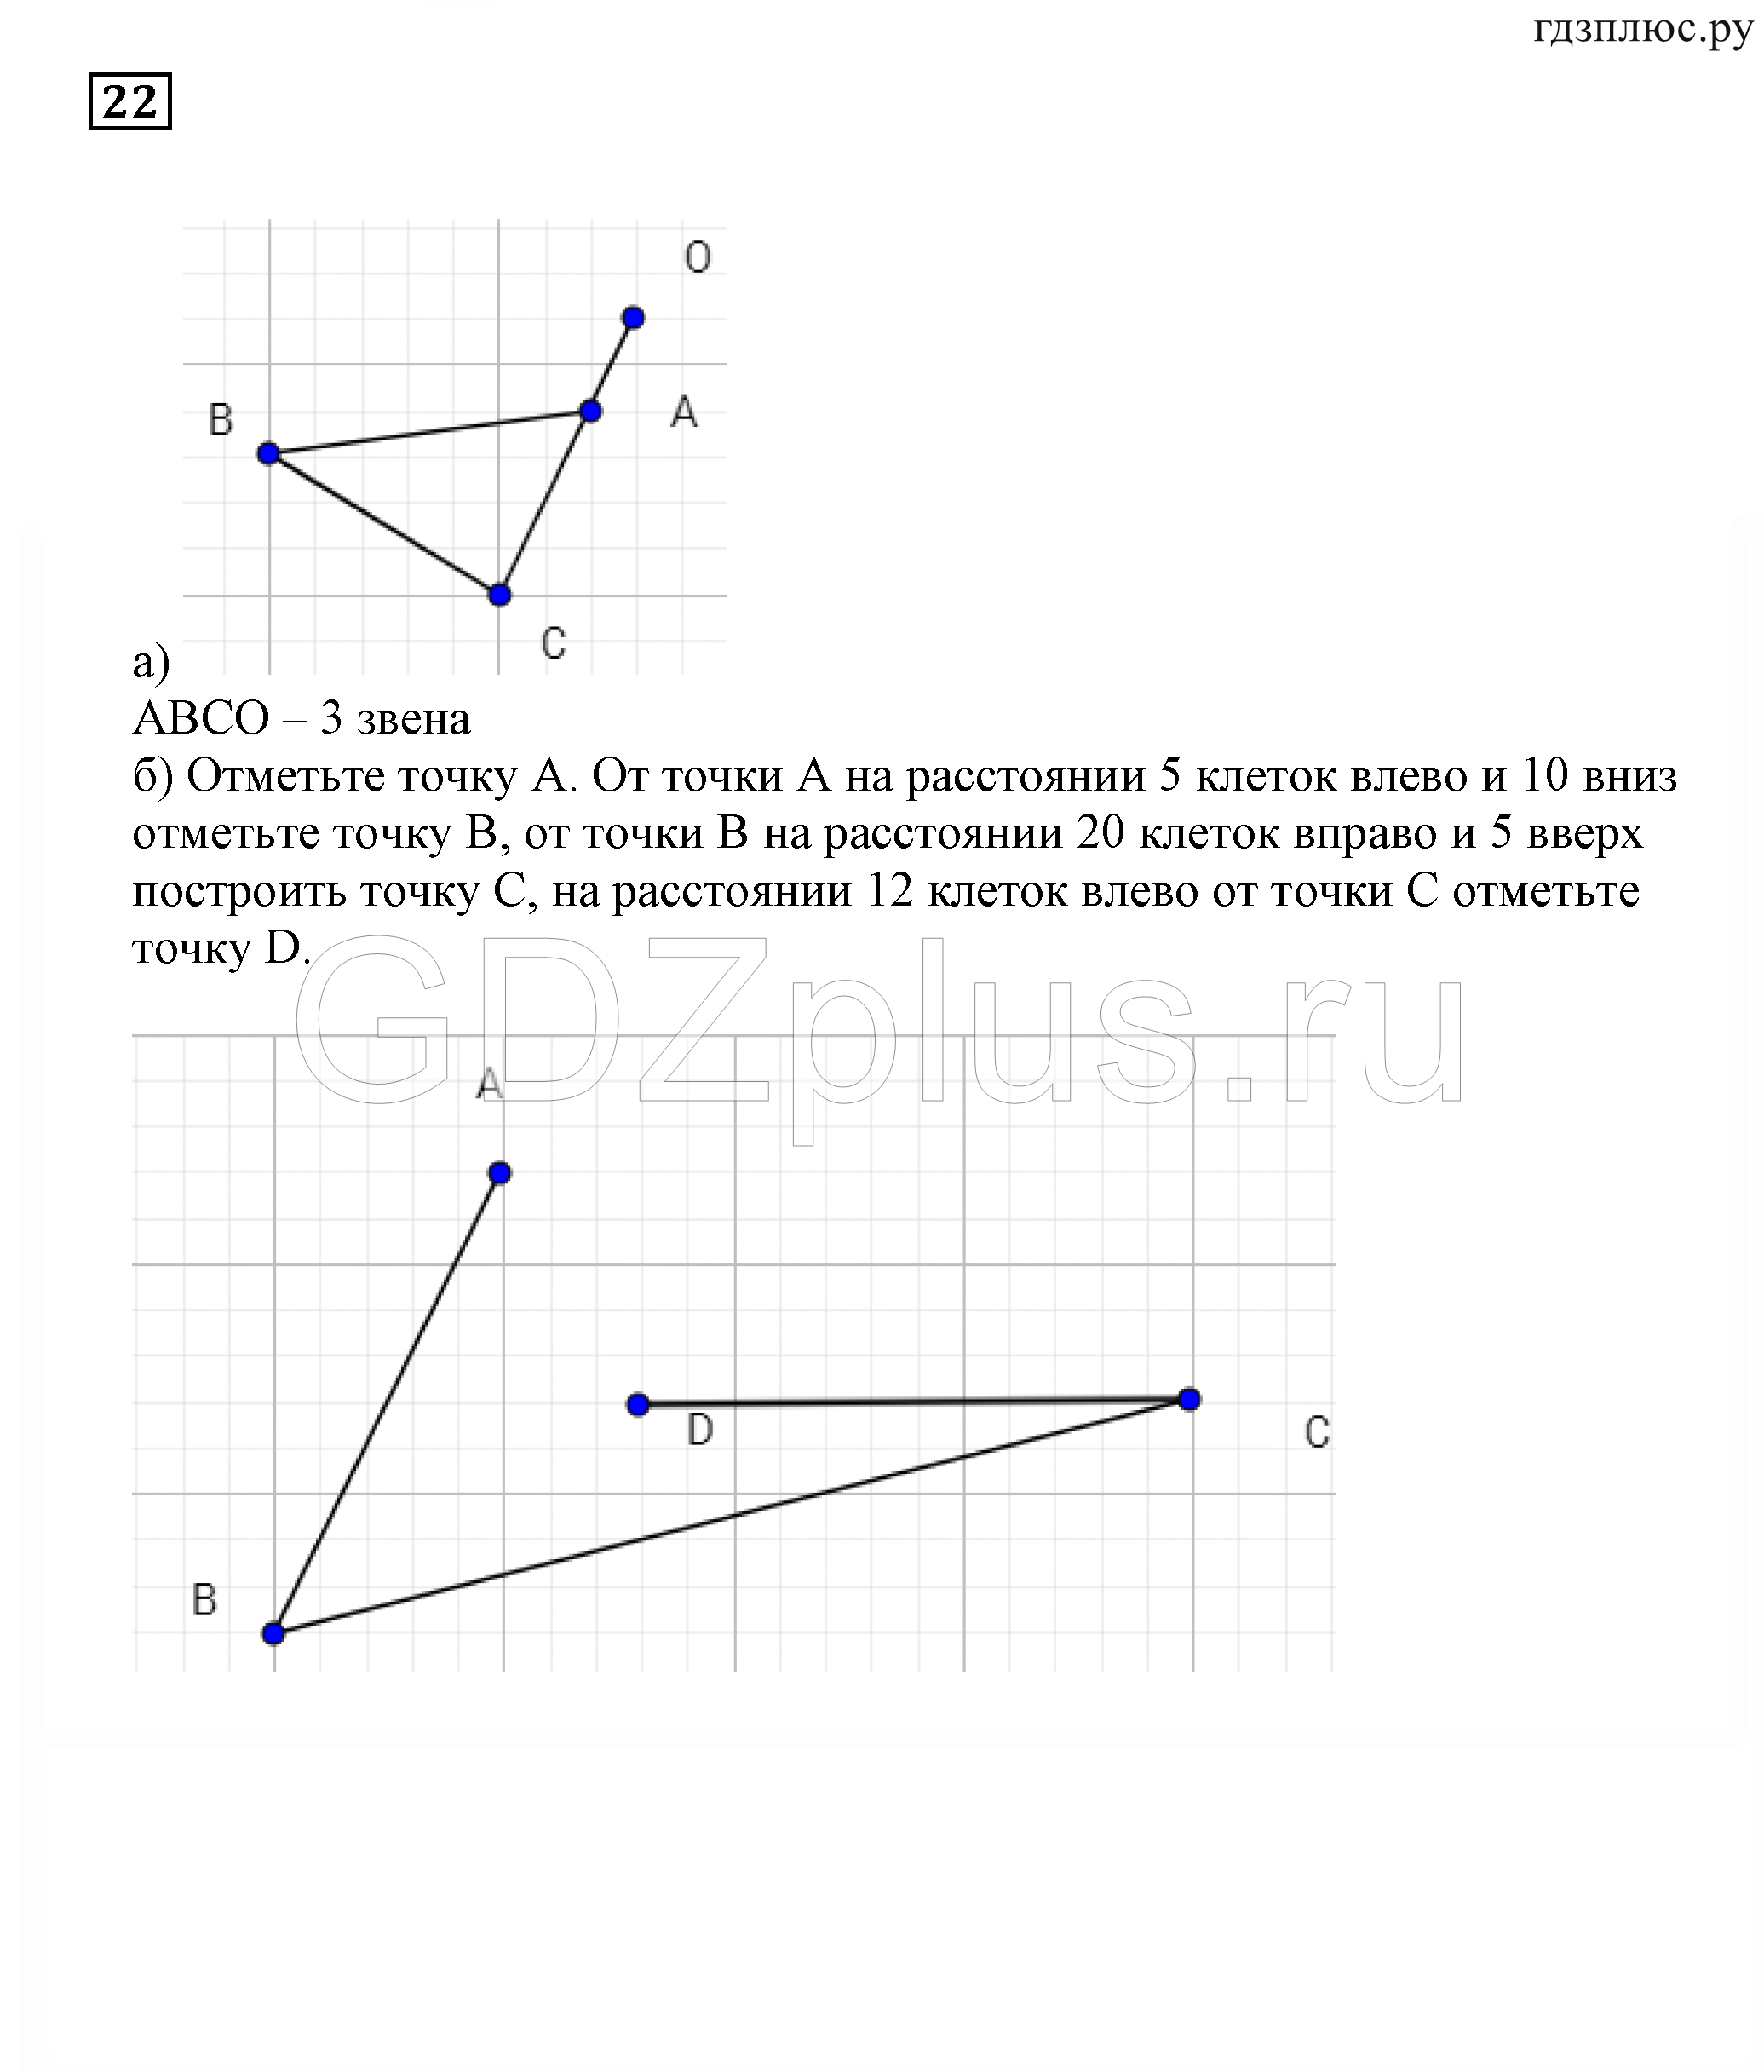 гдзплюс.ру
22
O
B
A
C
а)
АВСО – 3 звена
б) Отметьте точку А. От точки А на расстоянии 5 клеток влево и 10 вниз
отметьте точку В, от точки В на расстоянии 20 клеток вправо и 5 вверх
построить точку С, на расстоянии 12 клеток влево от точки С отметьте
точку D.
GDZplus.ru
A
D
C
B